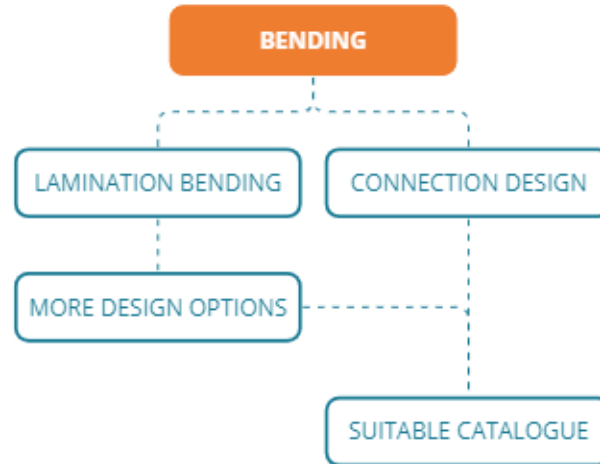 BENDING
LAMINATION BENDING
CONNECTION DESIGN
MORE DESIGN OPTIONS
SUITABLE CATALOGUE